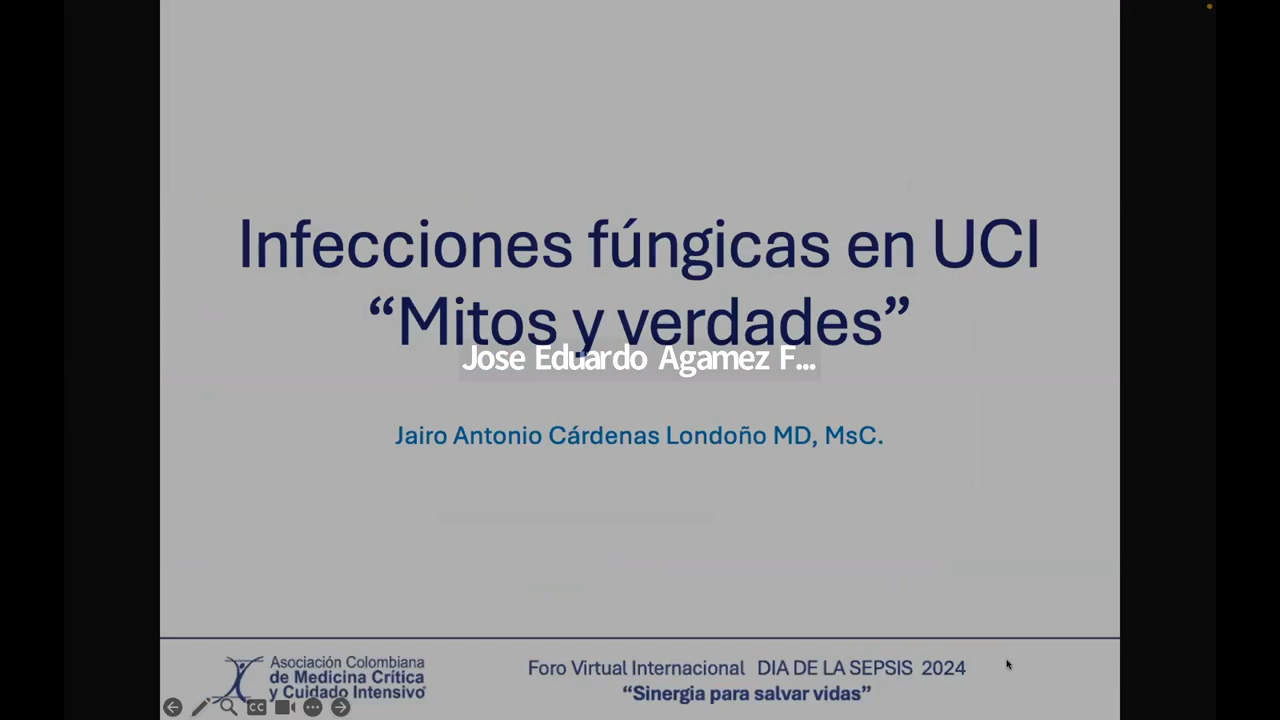 Infecciones fúngicas en UCI
“Mitos y verdades”
Jose Eduardo Agamez F...
Jairo Antonio Cárdenas Londoño MD, MsC.
Asociación Colombiana
de Medicina Crítica
y Cuidado Intensivo
Foro Virtual Internacional DIA DE LA SEPSIS 2024
“Sinergia para salvar vidas”
CC